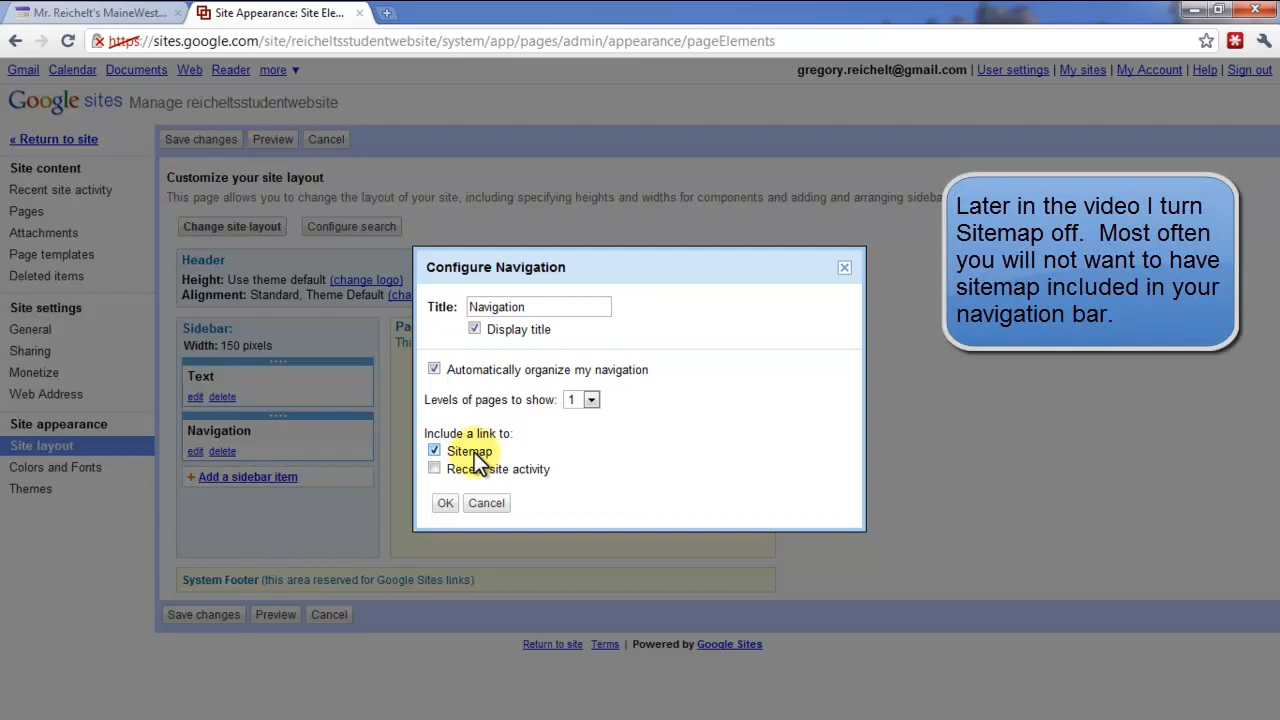 Mr. Reichelt's MaineWest...
Site Appearance: Site Ele...
https://sites.google.com/site/reicheltsstudentwebsite/system/app/pages/admin/appearance/pageElements
Gmail Calendar Documents Web Reader more ▼
gregory.reichelt@gmail.com | User settings | My sites | My Account | Help | Sign out
Google sites Manage reicheltsstudentwebsite
« Return to site
Site content
Recent site activity
Pages
Attachments
Page templates
Deleted items
Site settings
General
Sharing
Monetize
Web Address
Site appearance
Site layout
Colors and Fonts
Themes
Save changes Preview Cancel
Customize your site layout
This page allows you to change the layout of your site, including specifying heights and widths for components and adding and arranging sideba
Change site layout Configure search
Header
Height: Use theme default (change logo)
Alignment: Standard, Theme Default (cha
Sidebar:
Width: 150 pixels
Text
edit delete
Navigation
edit delete
+ Add a sidebar item
Pa
Thi
System Footer (this area reserved for Google Sites links)
Save changes Preview Cancel
Return to site Terms | Powered by Google Sites
Configure Navigation
Title: Navigation
Display title
Automatically organize my navigation
Levels of pages to show: 1
Include a link to:
Sitemap
Recent site activity
OK Cancel
Later in the video I turn
Sitemap off. Most often
you will not want to have
sitemap included in your
navigation bar.